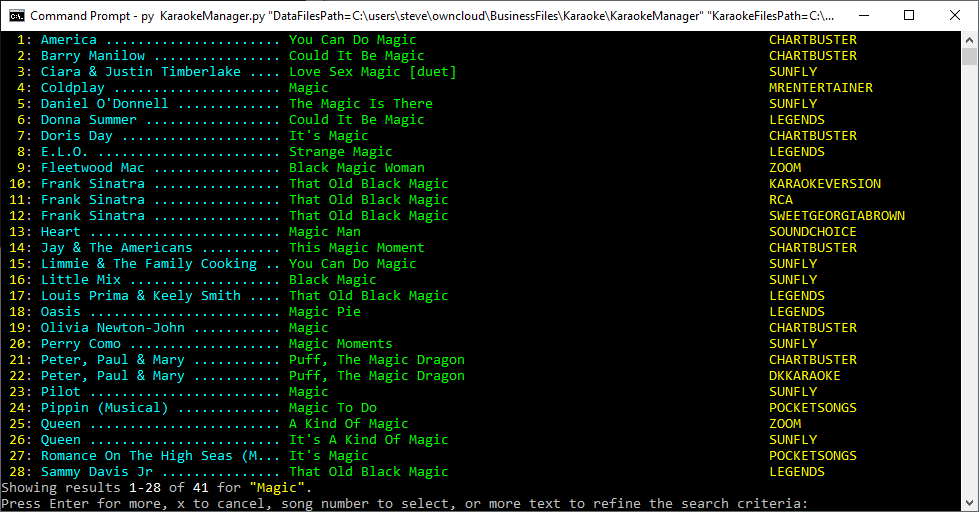 Command Prompt - py KaraokeManager.py "DataFilesPath=C:\users\steve\owncloud\BusinessFiles\Karaoke\KaraokeManager" "KaraokeFilesPath=C:\...
1: America ...................... You Can Do Magic CHARTBUSTER
2: Barry Manilow ................ Could It Be Magic CHARTBUSTER
3: Ciara & Justin Timberlake .... Love Sex Magic [duet] SUNFLY
4: Coldplay ..................... Magic MRENTERTAINER
5: Daniel O'Donnell ............. The Magic Is There SUNFLY
6: Donna Summer ................. Could It Be Magic LEGENDS
7: Doris Day .................... It's Magic CHARTBUSTER
8: E.L.O. ....................... Strange Magic LEGENDS
9: Fleetwood Mac ................ Black Magic Woman ZOOM
10: Frank Sinatra ................ That Old Black Magic KARAOKEVERSION
11: Frank Sinatra ................ That Old Black Magic RCA
12: Frank Sinatra ................ That Old Black Magic SWEETGEORGIABROWN
13: Heart ........................ Magic Man SOUNDCHOICE
14: Jay & The Americans .......... This Magic Moment CHARTBUSTER
15: Limmie & The Family Cooking .. You Can Do Magic SUNFLY
16: Little Mix ................... Black Magic SUNFLY
17: Louis Prima & Keely Smith .... That Old Black Magic LEGENDS
18: Oasis ........................ Magic Pie LEGENDS
19: Olivia Newton-John ........... Magic CHARTBUSTER
20: Perry Como ................... Magic Moments SUNFLY
21: Peter, Paul & Mary ........... Puff, The Magic Dragon CHARTBUSTER
22: Peter, Paul & Mary ........... Puff, The Magic Dragon DKKARAOKE
23: Pilot ........................ Magic SUNFLY
24: Pippin (Musical) ............. Magic To Do POCKETSONGS
25: Queen ........................ A Kind Of Magic ZOOM
26: Queen ........................ It's A Kind Of Magic SUNFLY
27: Romance On The High Seas (M... It's Magic POCKETSONGS
28: Sammy Davis Jr ............... That Old Black Magic LEGENDS
Showing results 1-28 of 41 for "Magic".
Press Enter for more, x to cancel, song number to select, or more text to refine the search criteria: